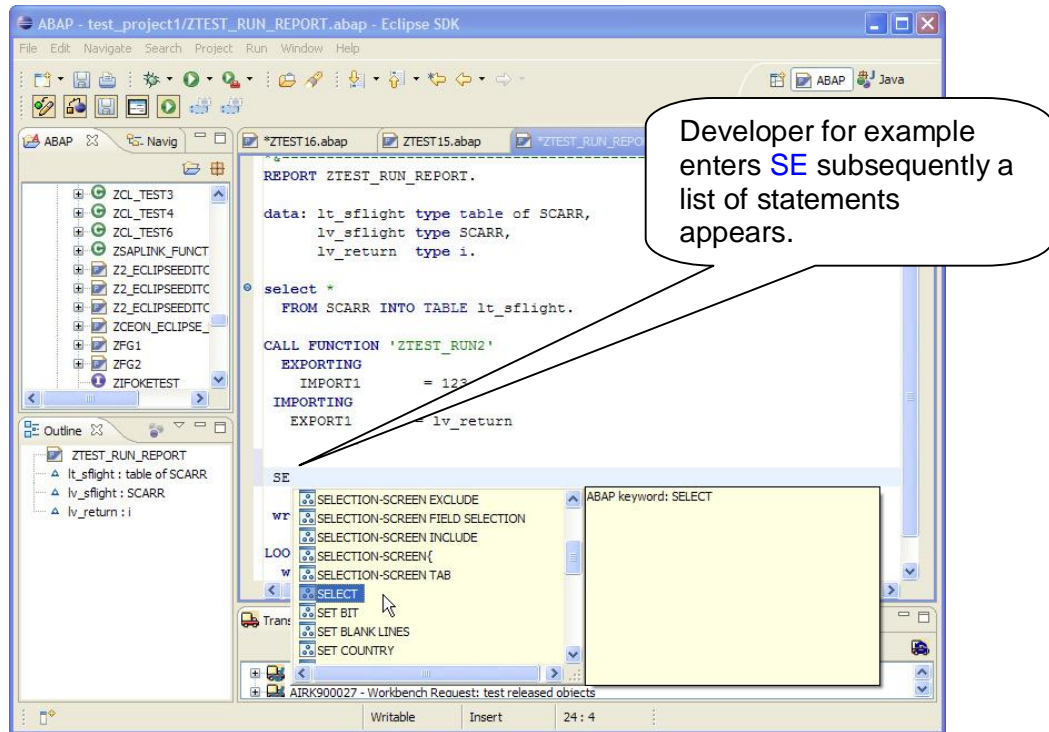 ABAP - test_project1/ZTEST_RUN_REPORT.abap - Eclipse SDK
File Edit Navigate Search Project Run Window Help
ABAP Java
ABAP Navig
*ZTEST16.abap ZTEST15.abap *ZTEST_RUN_REPO
Developer for example
enters SE subsequently a
list of statements
appears.
ZCL_TEST3
ZCL_TEST4
ZCL_TEST6
ZSAPLINK_FUNCT
Z2_ECLIPSEEDITC
Z2_ECLIPSEEDITC
Z2_ECLIPSEEDITC
ZCEON_ECLIPSE_
ZFG1
ZFG2
ZIFOKETEST
Outline
ZTEST_RUN_REPORT
lt_sflight : table of SCARR
lv_sflight : SCARR
lv_return : i
*&---------------------------------------------
REPORT ZTEST_RUN_REPORT.
data: lt_sflight type table of SCARR,
lv_sflight type SCARR,
lv_return type i.
select *
FROM SCARR INTO TABLE lt_sflight.
CALL FUNCTION 'ZTEST_RUN2'
EXPORTING
IMPORT1 = 123
IMPORTING
EXPORT1 = lv_return
SE
wr
LOO
w
SELECTION-SCREEN EXCLUDE
SELECTION-SCREEN FIELD SELECTION
SELECTION-SCREEN INCLUDE
SELECTION-SCREEN{
SELECTION-SCREEN TAB
SELECT
SET BIT
SET BLANK LINES
SET COUNTRY
ABAP keyword: SELECT
Trans
AIRK900027 - Workbench Request: test released objects
Writable Insert 24 : 4